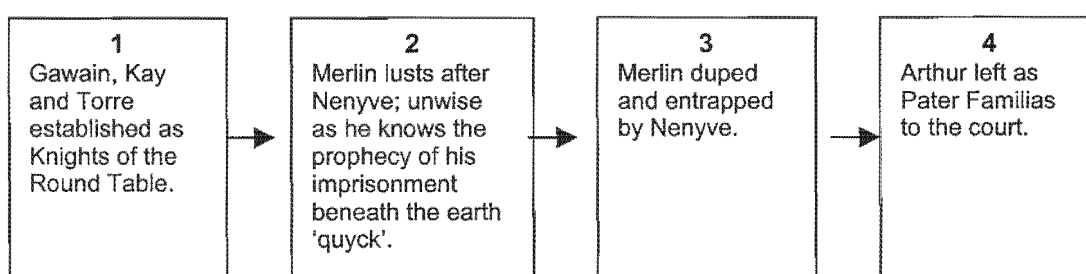 1
Gawain, Kay
and Torre
established as
Knights of the
Round Table.
2
Merlin lusts after
Nenyve; unwise
as he knows the
prophecy of his
imprisonment
beneath the earth
‘quyck’.
3
Merlin duped
and entrapped
by Nenyve.
4
Arthur left as
Pater Familias
to the court.